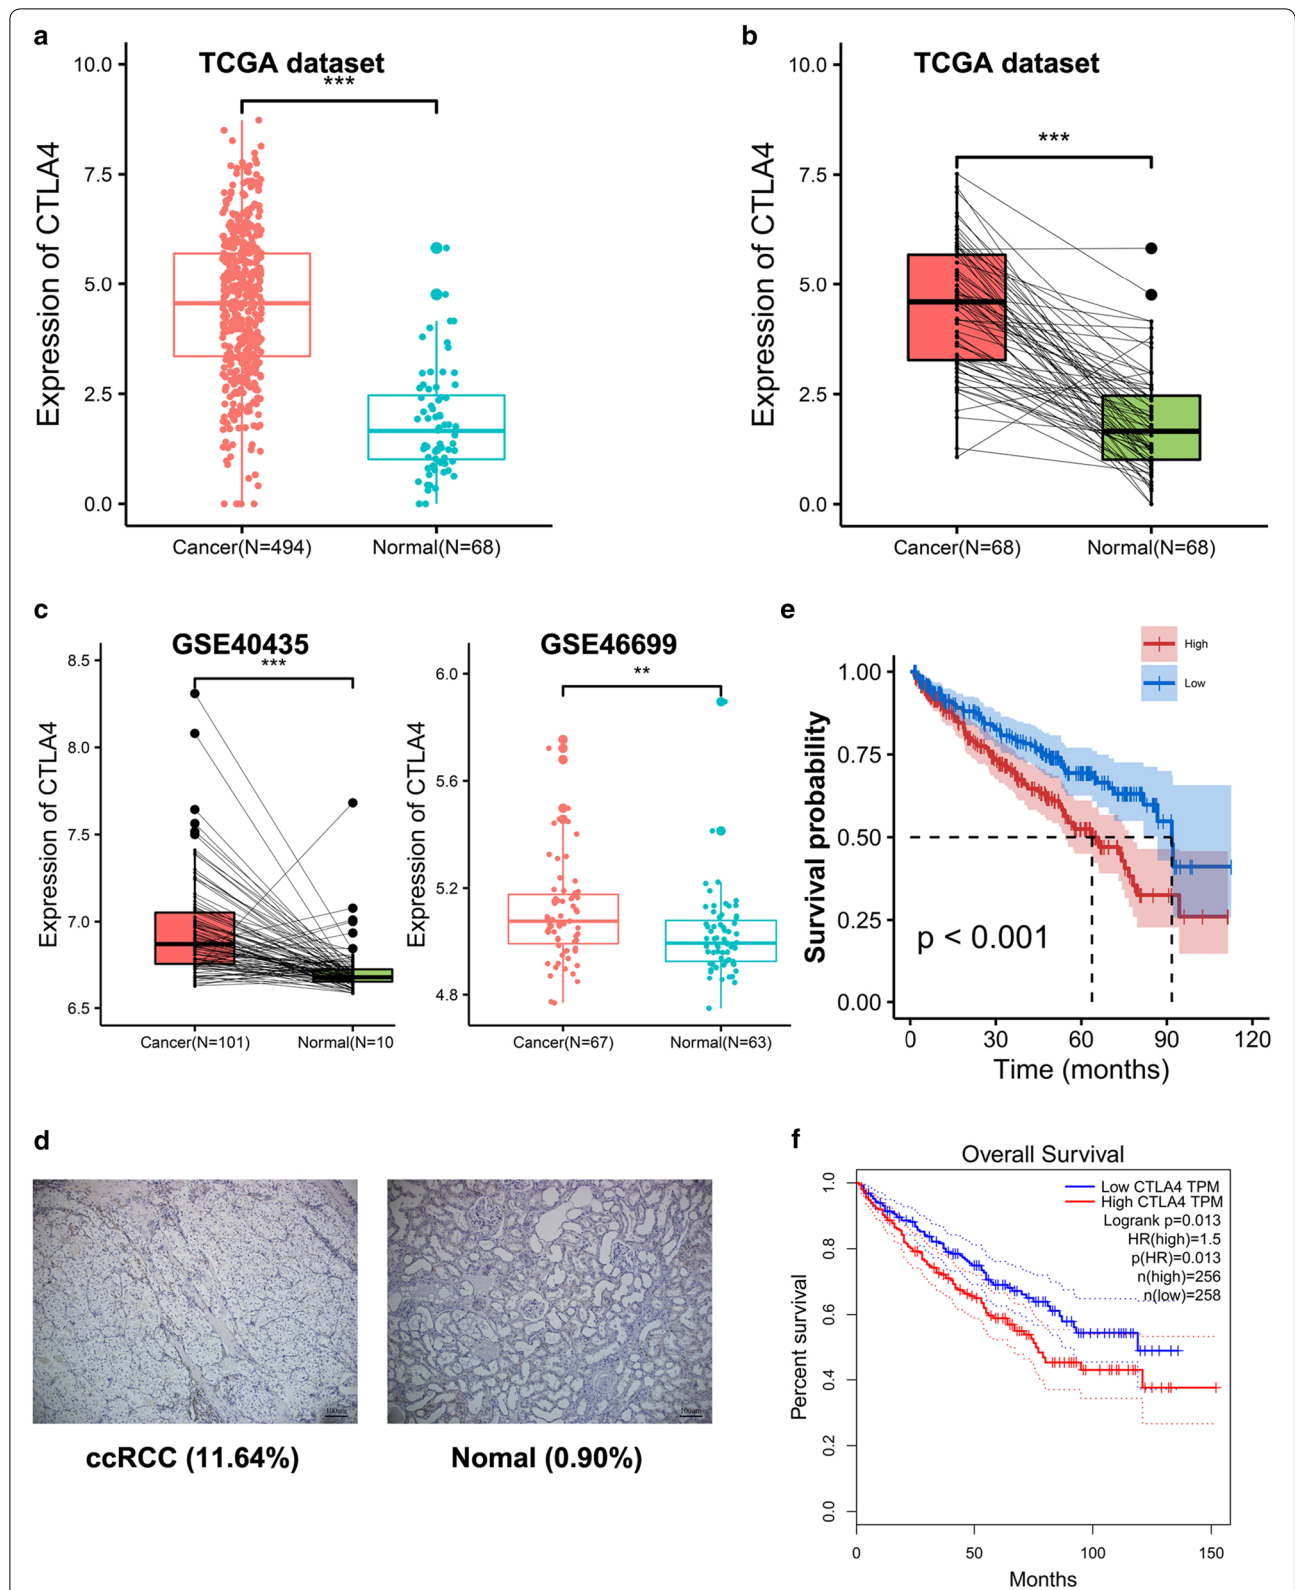 a
TCGA dataset
***
Expression of CTLA4
10.0
7.5
5.0
2.5
0.0
Cancer(N=494)
Normal(N=68)
b
TCGA dataset
***
Expression of CTLA4
10.0
7.5
5.0
2.5
0.0
Cancer(N=68)
Normal(N=68)
c
GSE40435
***
Expression of CTLA4
8.5
8.0
7.5
7.0
6.5
Cancer(N=101)
Normal(N=10
GSE46699
**
Expression of CTLA4
6.0
5.6
5.2
4.8
Cancer(N=67)
Normal(N=63)
e
High
Low
Survival probability
1.00
0.75
0.50
0.25
0.00
p < 0.001
0
30
60
90
120
Time (months)
d
100um
100um
ccRCC (11.64%)
Nomal (0.90%)
f
Overall Survival
Low CTLA4 TPM
High CTLA4 TPM
Logrank p=0.013
HR(high)=1.5
p(HR)=0.013
n(high)=256
n(low)=258
Percent survival
1.0
0.8
0.6
0.4
0.2
0.0
0
50
100
150
Months